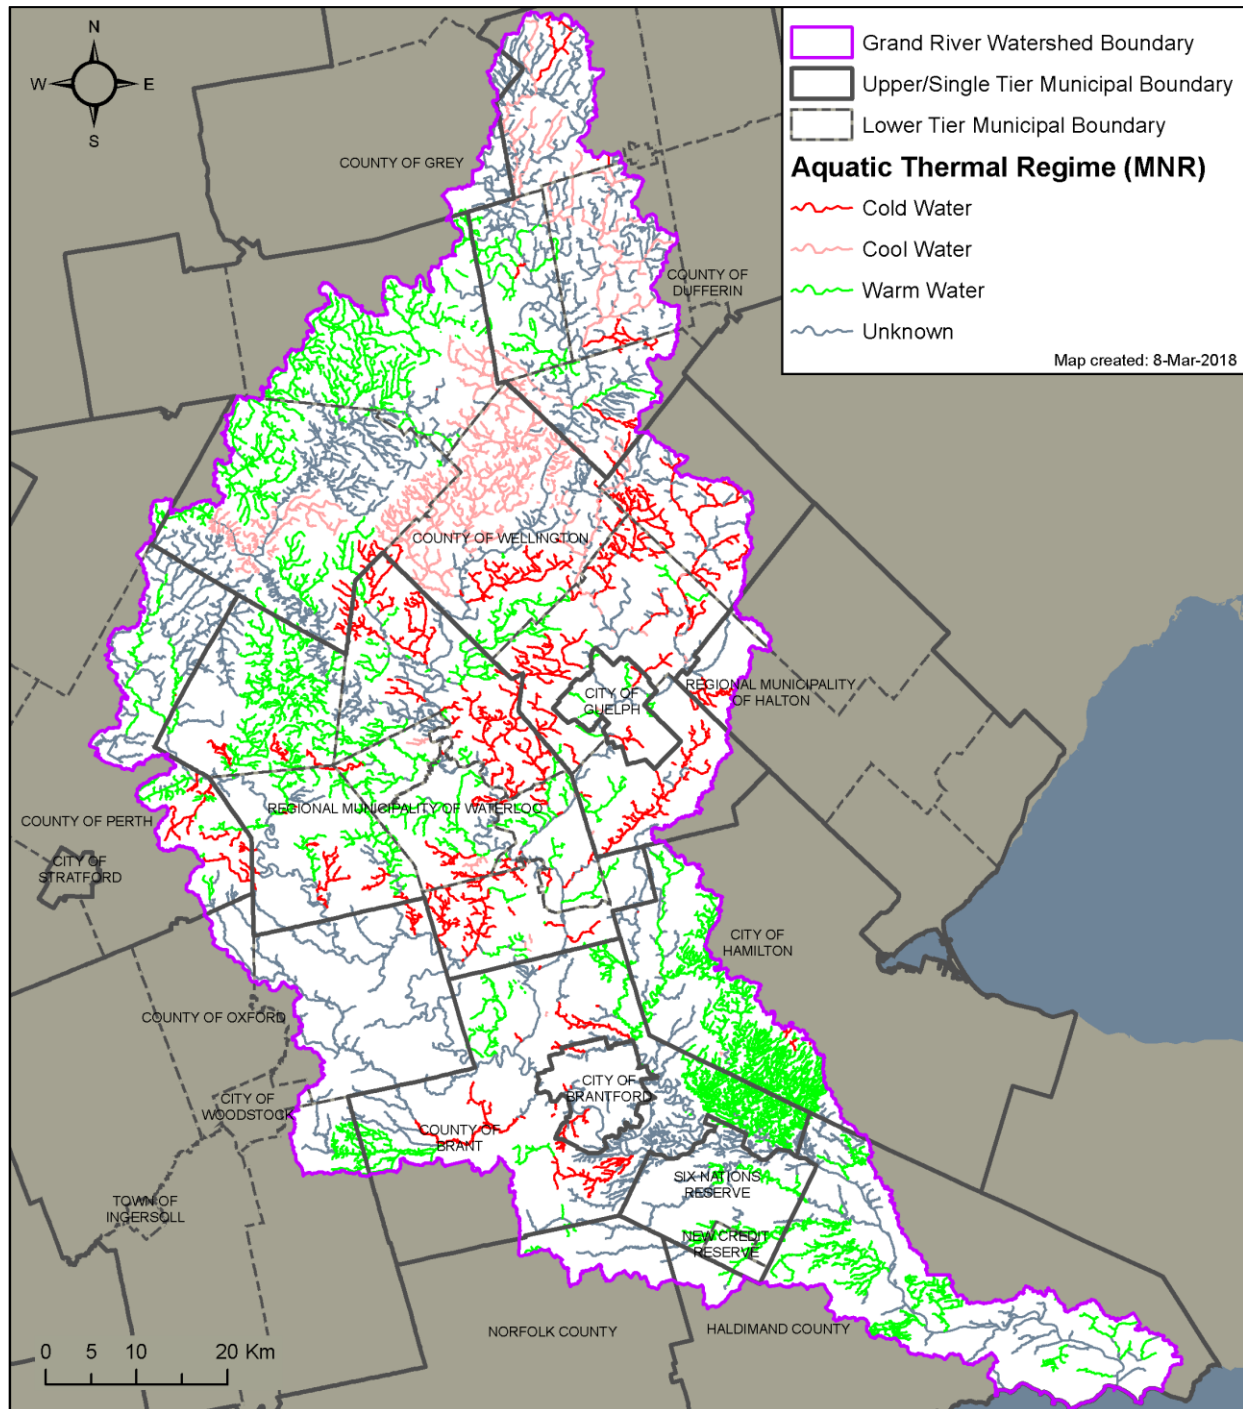 N
W
E
S
Grand River Watershed Boundary
Upper/Single Tier Municipal Boundary
Lower Tier Municipal Boundary
Aquatic Thermal Regime (MNR)
Cold Water
Cool Water
Warm Water
Unknown
Map created: 8-Mar-2018
COUNTY OF GREY
COUNTY OF
DUFFERIN
COUNTY OF WELLINGTON
CITY OF
GUELPH
REGIONAL MUNICIPALITY
OF HALTON
REGIONAL MUNICIPALITY OF WATERLOO
COUNTY OF PERTH
CITY OF
STRATFORD
CITY OF
HAMILTON
COUNTY OF OXFORD
CITY OF
WOODSTOCK
CITY OF
BRANTFORD
COUNTY OF
BRANT
SIX NATIONS
RESERVE
TOWN OF
INGERSOLL
NEW CREDIT
RESERVE
NORFOLK COUNTY
HALDIMAND COUNTY
0 5 10 20 Km